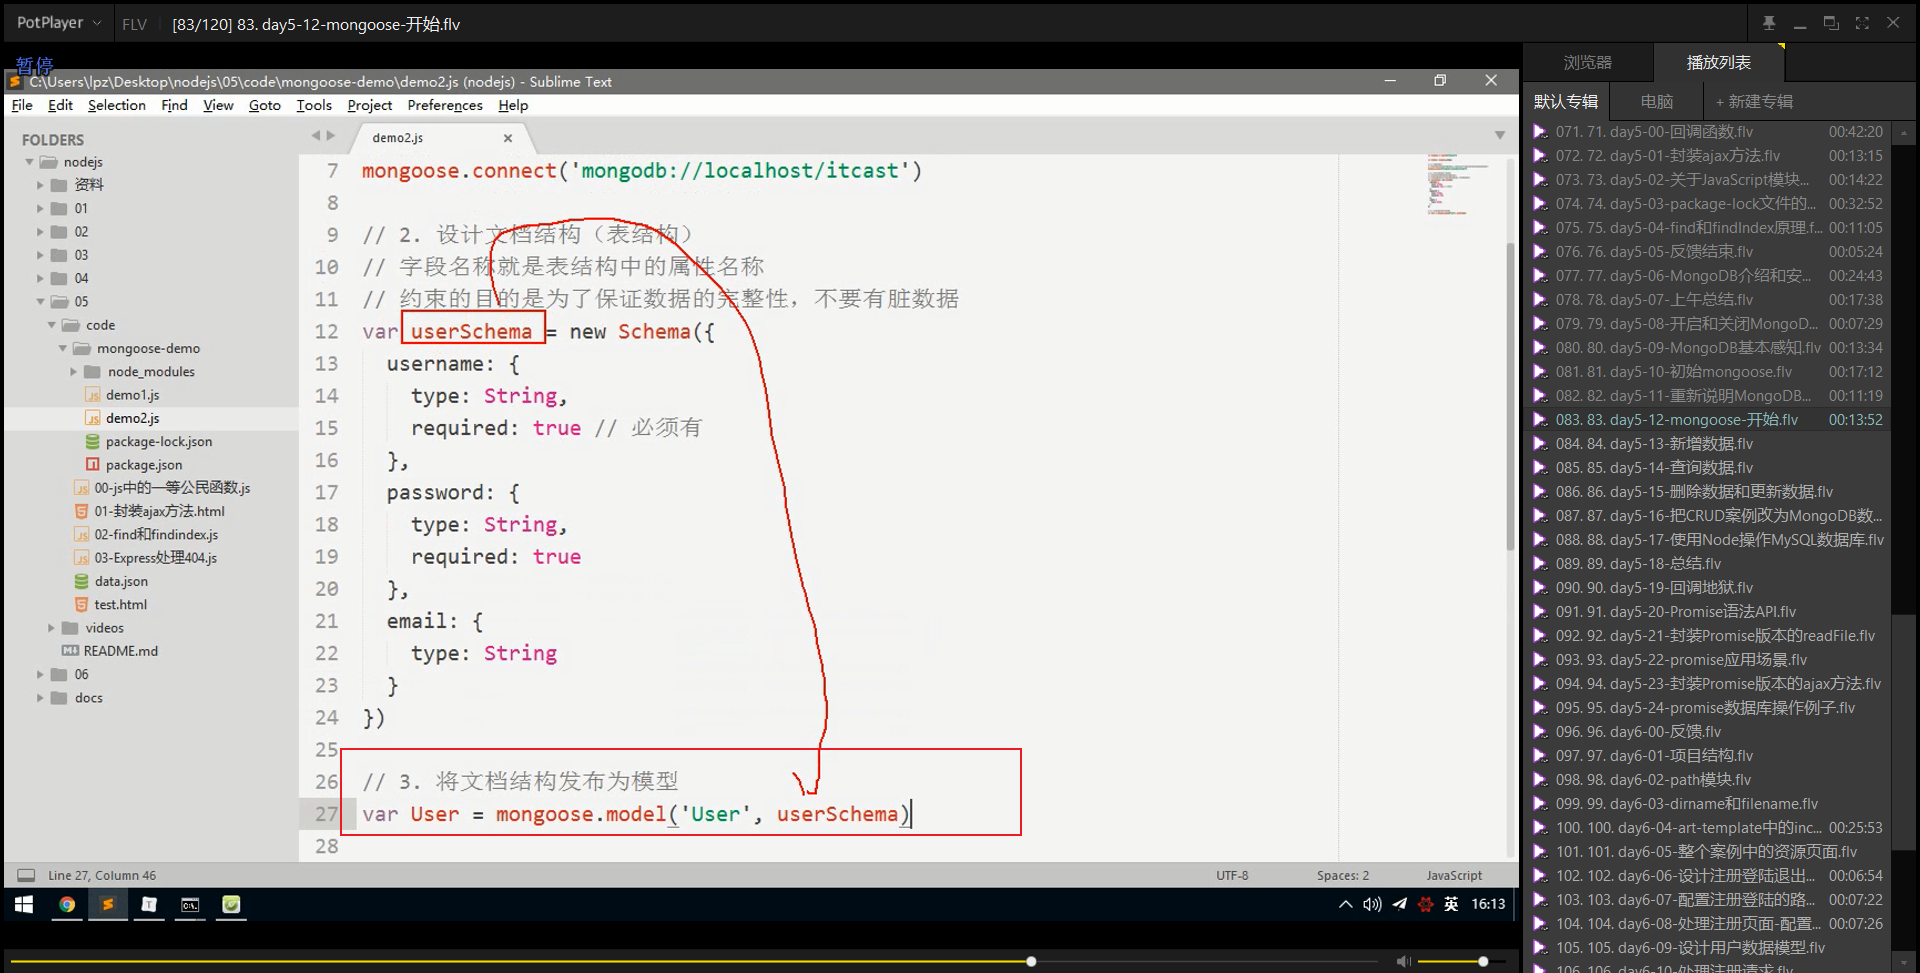 PotPlayer
FLV
[83/120] 83. day5-12-mongoose-开始.flv
暂停
C:\Users\lpz\Desktop\nodejs\05\code\mongoose-demo\demo2.js (nodejs) - Sublime Text
File Edit Selection Find View Goto Tools Project Preferences Help
FOLDERS
nodejs
资料
01
02
03
04
05
code
mongoose-demo
node_modules
demo1.js
demo2.js
package-lock.json
package.json
00-js中的一等公民函数.js
01-封装ajax方法.html
02-find和findindex.js
03-Express处理404.js
data.json
test.html
videos
README.md
06
docs
demo2.js
7 mongoose.connect('mongodb://localhost/itcast')
8
9 // 2. 设计文档结构（表结构）
10 // 字段名称就是表结构中的属性名称
11 // 约束的目的是为了保证数据的完整性，不要有脏数据
12 var userSchema = new Schema({
13 username: {
14 type: String,
15 required: true // 必须有
16 },
17 password: {
18 type: String,
19 required: true
20 },
21 email: {
22 type: String
23 }
24 })
25
26 // 3. 将文档结构发布为模型
27 var User = mongoose.model('User', userSchema)
28
Line 27, Column 46
UTF-8
Spaces: 2
JavaScript
英
16:13
浏览器
播放列表
默认专辑
电脑
+ 新建专辑
071. 71. day5-00-回调函数.flv 00:42:20
072. 72. day5-01-封装ajax方法.flv 00:13:15
073. 73. day5-02-关于JavaScript模块... 00:14:22
074. 74. day5-03-package-lock文件的... 00:32:52
075. 75. day5-04-find和findIndex原理.f... 00:11:05
076. 76. day5-05-反馈结束.flv 00:05:24
077. 77. day5-06-MongoDB介绍和安... 00:24:43
078. 78. day5-07-上午总结.flv 00:17:38
079. 79. day5-08-开启和关闭MongoD... 00:07:29
080. 80. day5-09-MongoDB基本感知.flv 00:13:34
081. 81. day5-10-初始mongoose.flv 00:17:12
082. 82. day5-11-重新说明MongoDB... 00:11:19
083. 83. day5-12-mongoose-开始.flv 00:13:52
084. 84. day5-13-新增数据.flv
085. 85. day5-14-查询数据.flv
086. 86. day5-15-删除数据和更新数据.flv
087. 87. day5-16-把CRUD案例改为MongoDB数...
088. 88. day5-17-使用Node操作MySQL数据库.flv
089. 89. day5-18-总结.flv
090. 90. day5-19-回调地狱.flv
091. 91. day5-20-Promise语法API.flv
092. 92. day5-21-封装Promise版本的readFile.flv
093. 93. day5-22-promise应用场景.flv
094. 94. day5-23-封装Promise版本的ajax方法.flv
095. 95. day5-24-promise数据库操作例子.flv
096. 96. day6-00-反馈.flv
097. 97. day6-01-项目结构.flv
098. 98. day6-02-path模块.flv
099. 99. day6-03-dirname和filename.flv
100. 100. day6-04-art-template中的inc... 00:25:53
101. 101. day6-05-整个案例中的资源页面.flv
102. 102. day6-06-设计注册登陆退出... 00:06:54
103. 103. day6-07-配置注册登陆的路... 00:07:22
104. 104. day6-08-处理注册页面-配置... 00:07:26
105. 105. day6-09-设计用户数据模型.flv
106. 106. day6-10-处理注册请求.flv